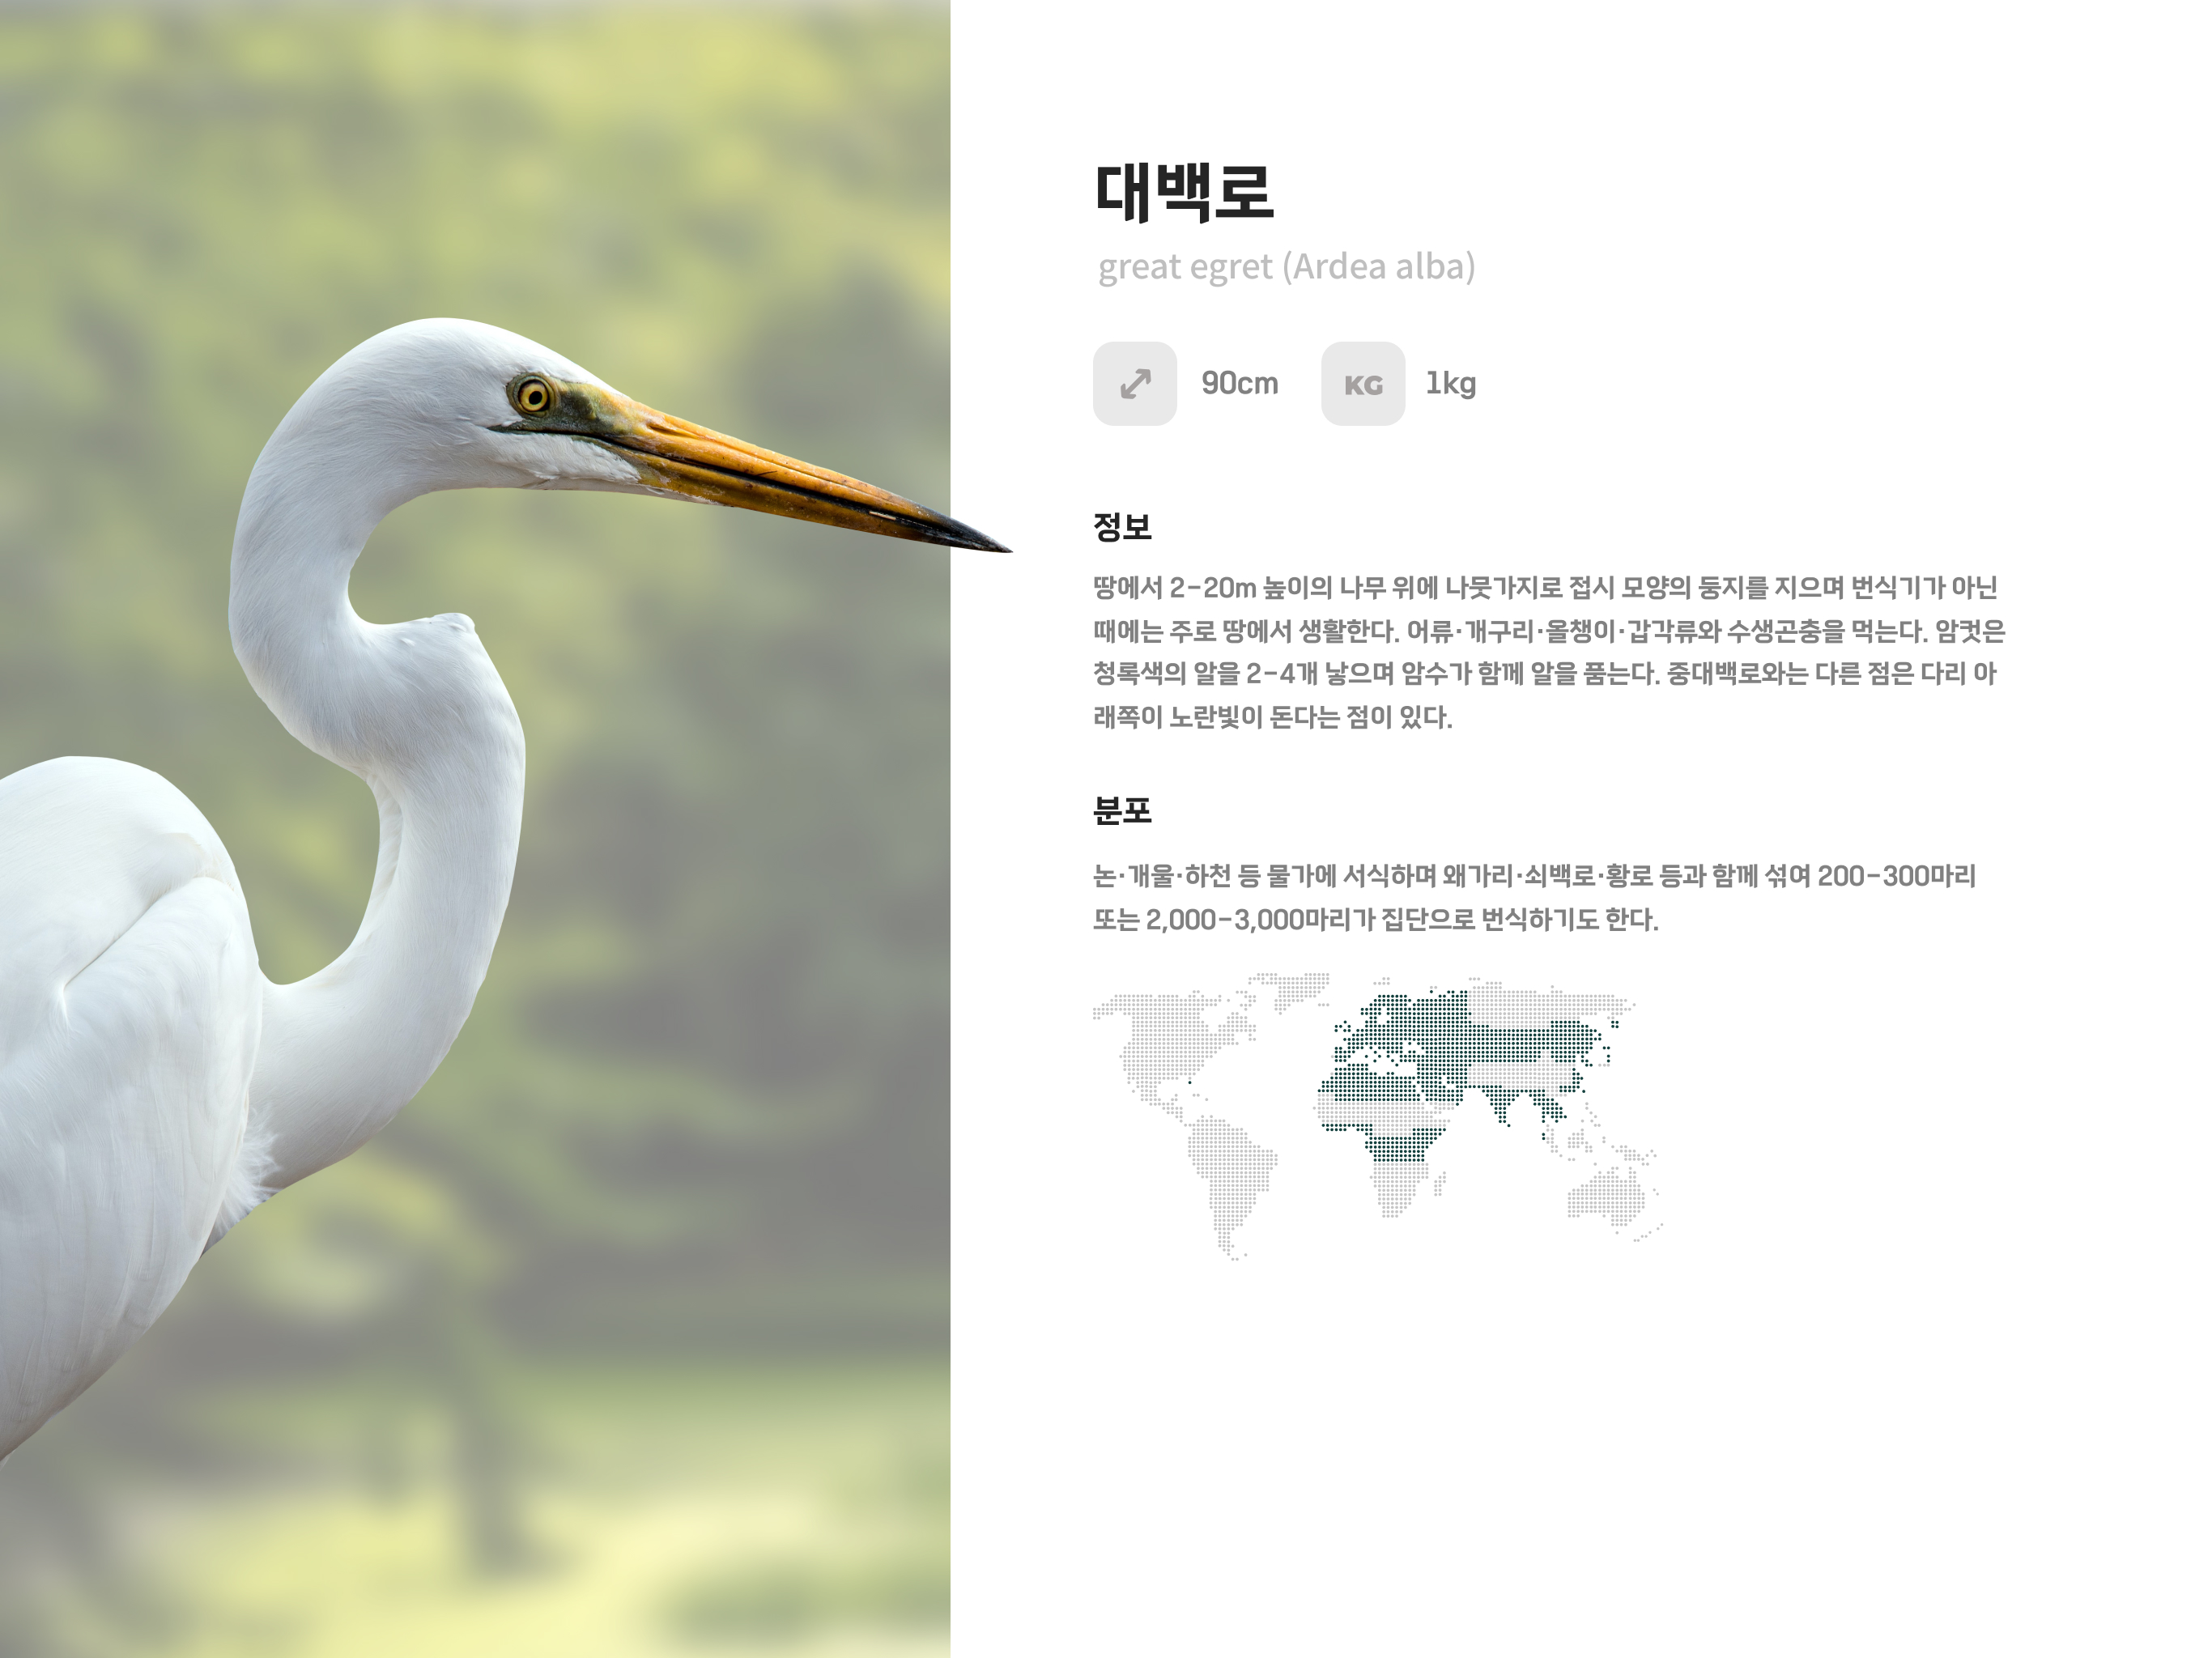 대백로
great egret (Ardea alba)
90cm
KG
1kg
정보
땅에서 2-20m 높이의 나무 위에 나뭇가지로 접시 모양의 둥지를 지으며 번식기가 아닌
때에는 주로 땅에서 생활한다. 어류·개구리·올챙이·갑각류와 수생곤충을 먹는다. 암컷은
청록색의 알을 2-4개 낳으며 암수가 함께 알을 품는다. 중대백로와는 다른 점은 다리 아
래쪽이 노란빛이 돈다는 점이 있다.
분포
논·개울·하천 등 물가에 서식하며 왜가리·쇠백로·황로 등과 함께 섞여 200-300마리
또는 2,000-3,000마리가 집단으로 번식하기도 한다.